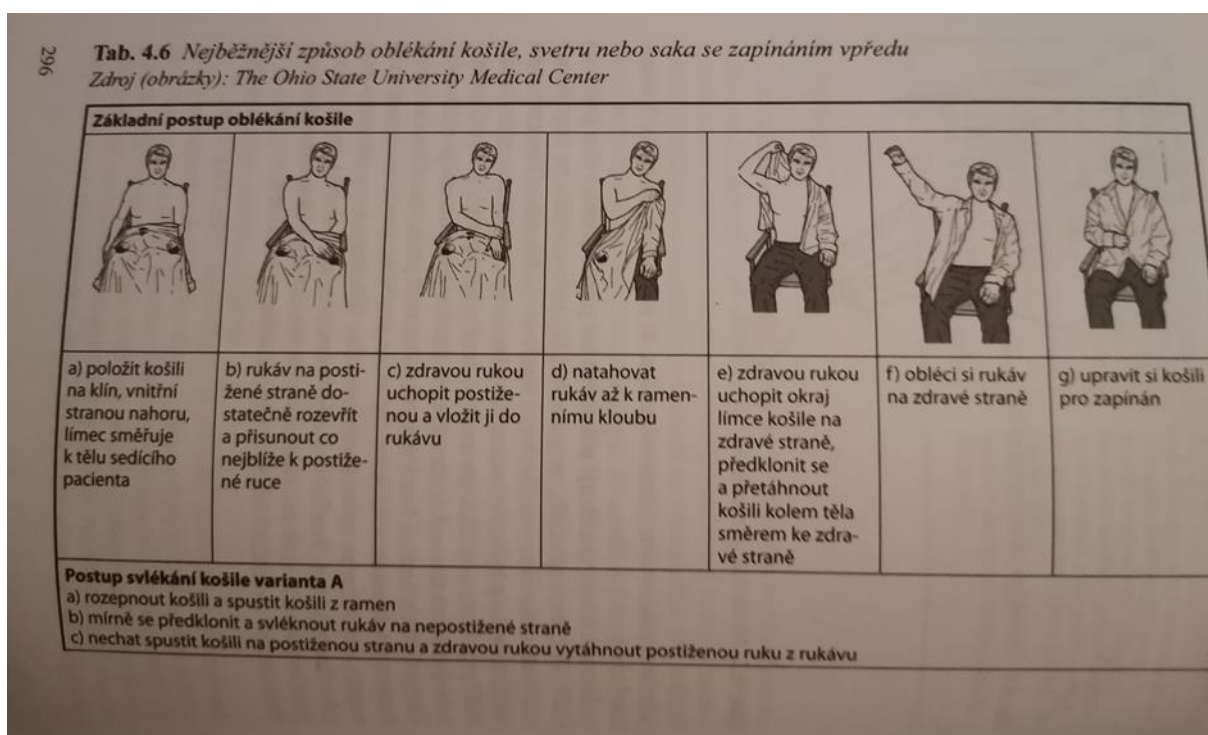 296
Tab. 4.6 Nejběžnější způsob oblékání košile, svetru nebo saka se zapínáním vpředu
Zdroj (obrázky): The Ohio State University Medical Center
Základní postup oblékání košile
a) položit košili
na klín, vnitřní
stranou nahoru,
límec směřuje
k tělu sedícího
pacienta
b) rukáv na posti-
žené straně do-
statečně rozevřít
a přisunout co
nejblíže k postiže-
né ruce
c) zdravou rukou
uchopit postiže-
nou a vložit ji do
rukávu
d) natahovat
rukáv až k ramen-
nímu kloubu
e) zdravou rukou
uchopit okraj
límce košile na
zdravé straně,
předklonit se
a přetáhnout
košili kolem těla
směrem ke zdra-
vé straně
f) obléci si rukáv
na zdravé straně
g) upravit si košili
pro zapínán
Postup svlékání košile varianta A
a) rozepnout košili a spustit košili z ramen
b) mírně se předklonit a svléknout rukáv na nepostižené straně
c) nechat spustit košili na postiženou stranu a zdravou rukou vytáhnout postiženou ruku z rukávu